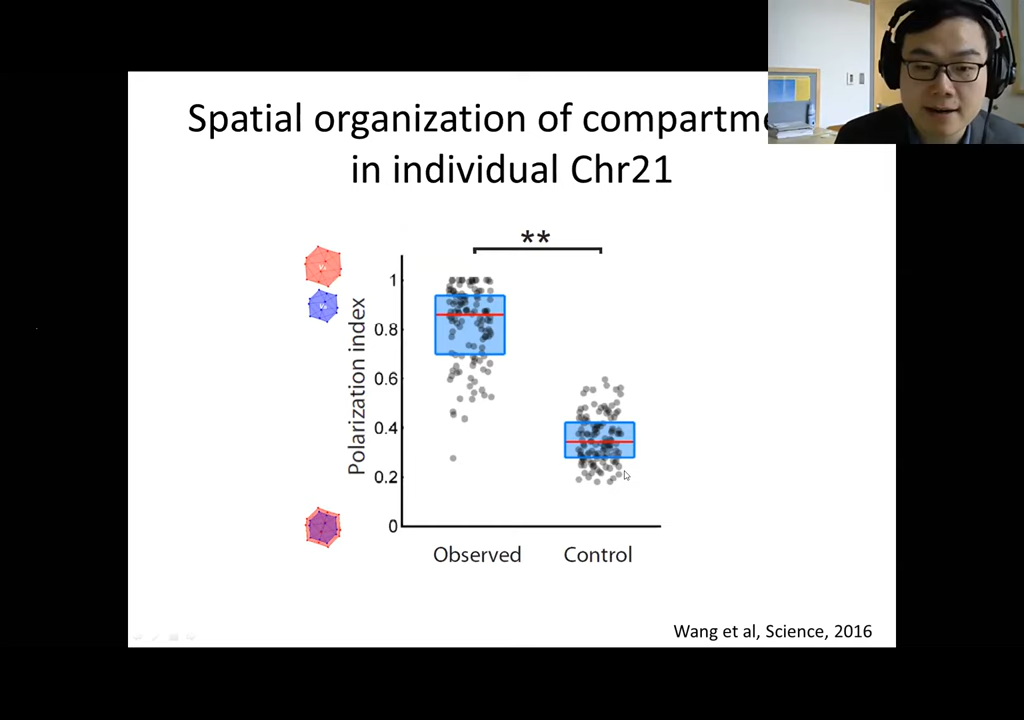 Spatial organization of compartme
in individual Chr21
**
1
0.8
0.6
0.4
0.2
0
Polarization index
Observed
Control
Wang et al, Science, 2016